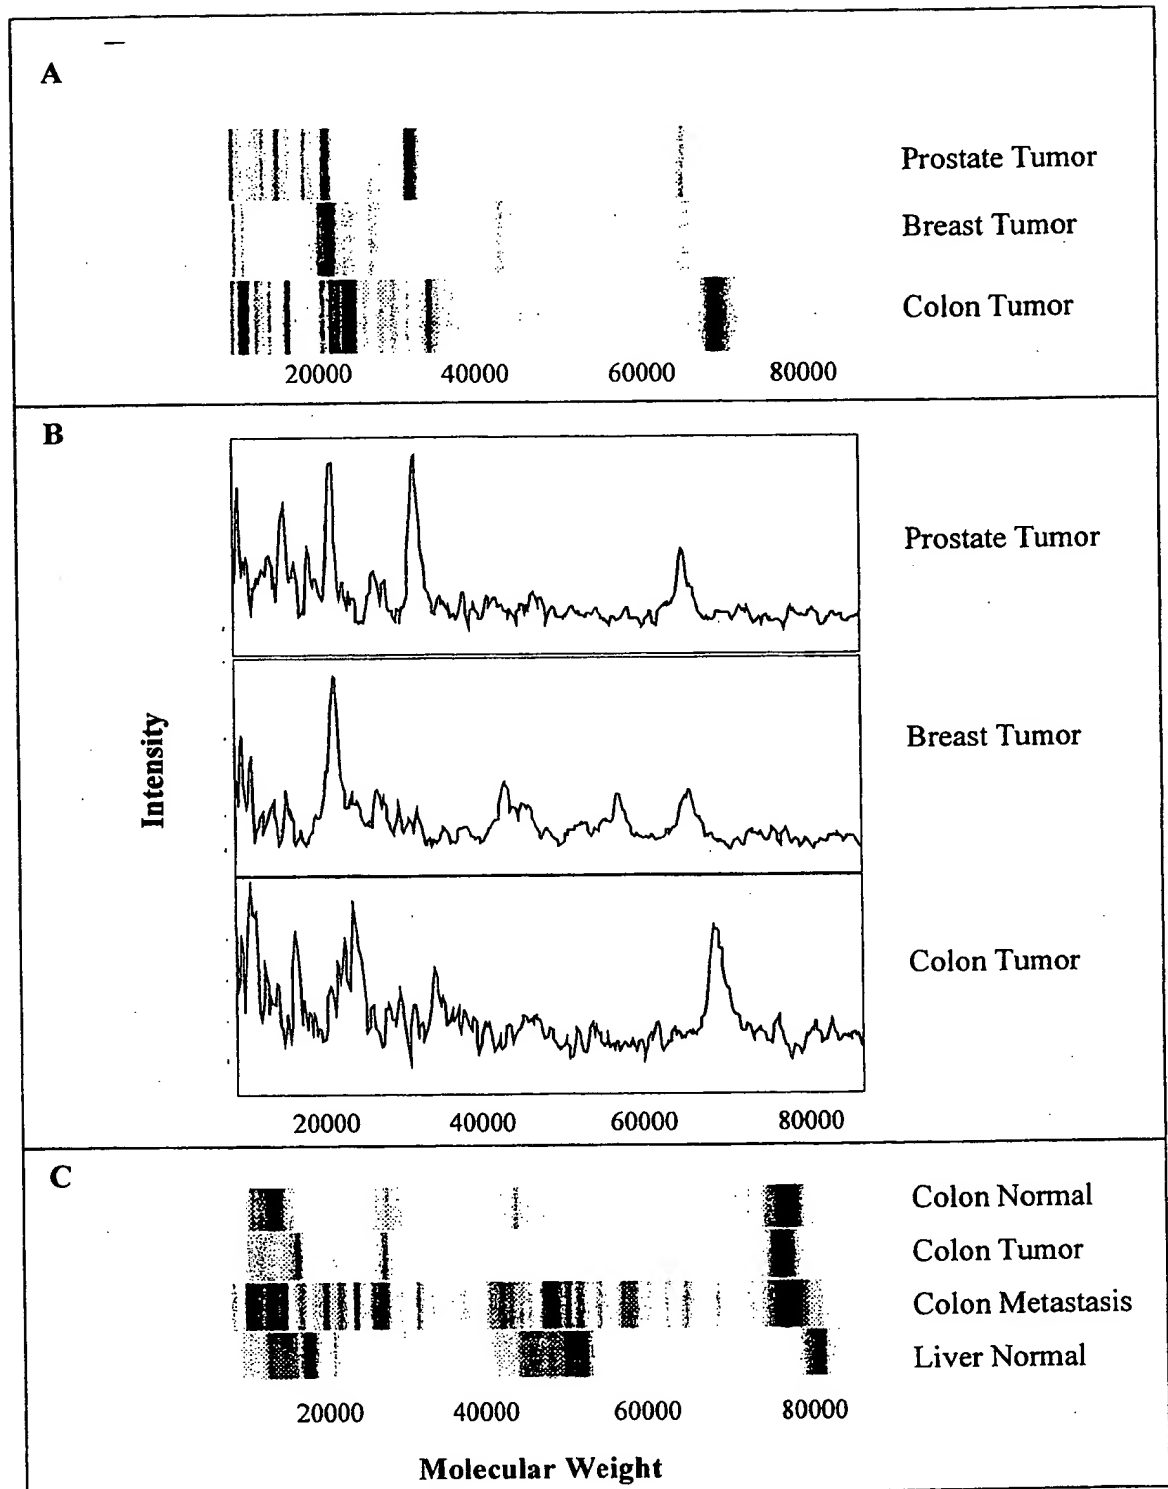 A
Prostate Tumor
Breast Tumor
Colon Tumor
20000 40000 60000 80000
B
Prostate Tumor
Breast Tumor
Intensity
Colon Tumor
20000 40000 60000 80000
C
Colon Normal
Colon Tumor
Colon Metastasis
Liver Normal
20000 40000 60000 80000
Molecular Weight